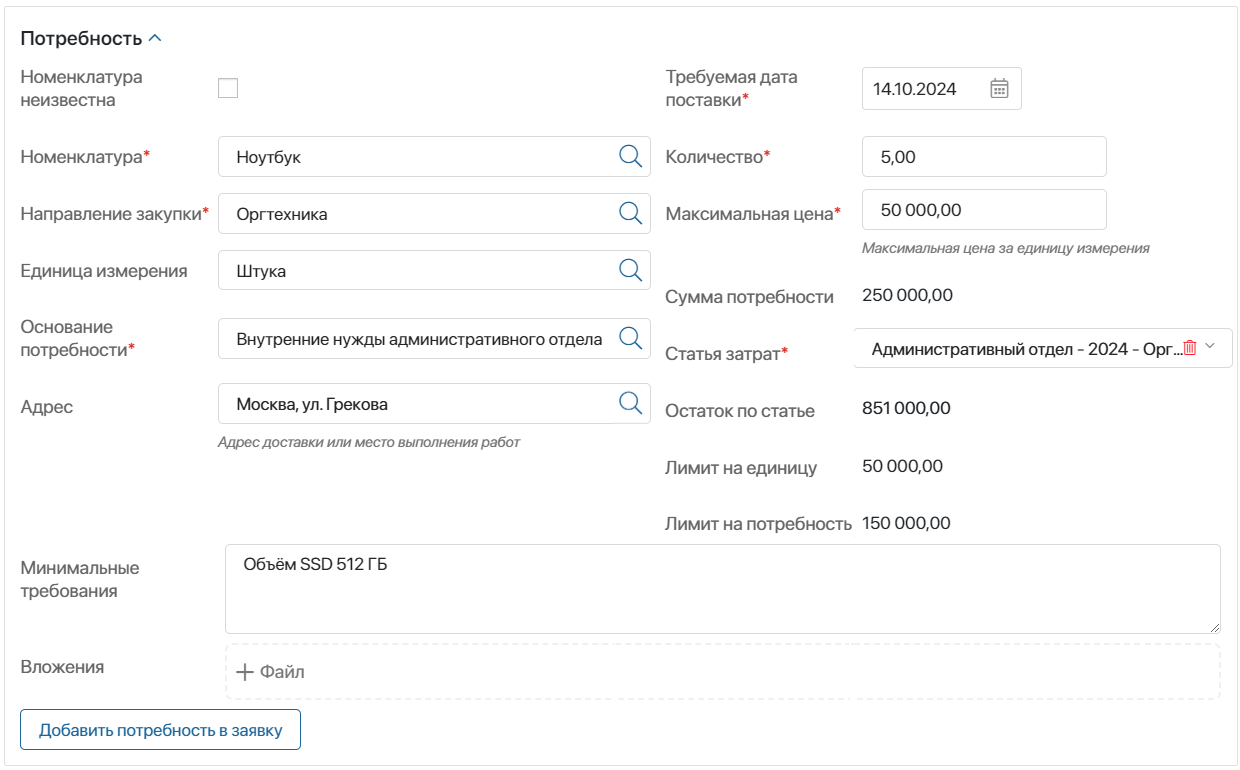 Потребность
Номенклатура
неизвестна
Требуемая дата
поставки*
14.10.2024
Номенклатура*
Ноутбук
Количество*
5,00
Направление закупки*
Оргтехника
Максимальная цена*
50 000,00
Максимальная цена за единицу измерения
Единица измерения
Штука
Сумма потребности
250 000,00
Основание
потребности*
Внутренние нужды административного отдела
Статья затрат*
Административный отдел - 2024 - Орг...
Адрес
Москва, ул. Грекова
Адрес доставки или место выполнения работ
Остаток по статье
851 000,00
Лимит на единицу
50 000,00
Лимит на потребность
150 000,00
Минимальные
требования
Объём SSD 512 ГБ
Вложения
+ Файл
Добавить потребность в заявку